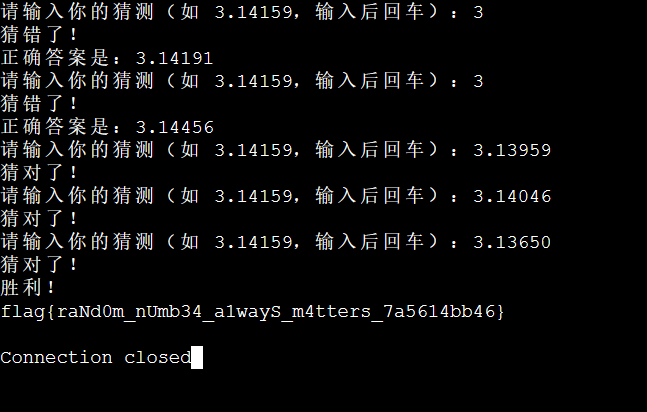 请输入你的猜测（如 3.14159，输入后回车）：3
猜错了！
正确答案是：3.14191
请输入你的猜测（如 3.14159，输入后回车）：3
猜错了！
正确答案是：3.14456
请输入你的猜测（如 3.14159，输入后回车）：3.13959
猜对了！
请输入你的猜测（如 3.14159，输入后回车）：3.14046
猜对了！
请输入你的猜测（如 3.14159，输入后回车）：3.13650
猜对了！
胜利！
flag{raNd0m_nUmb34_a1wayS_m4tters_7a5614bb46}
Connection closed